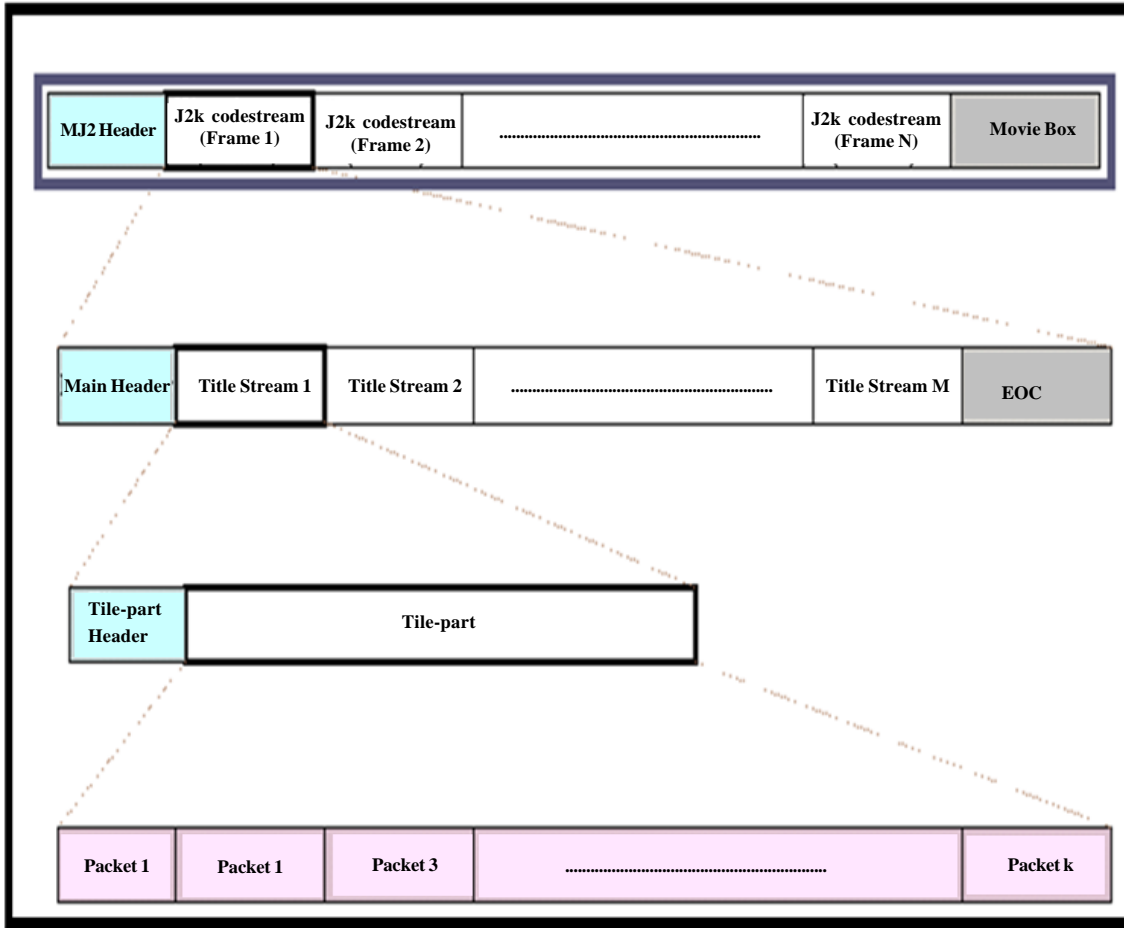 MJ2 Header
J2k codestream
(Frame 1)
J2k codestream
(Frame 2)
................................................................
J2k codestream
(Frame N)
Movie Box
Main Header
Title Stream 1
Title Stream 2
................................................................
Title Stream M
EOC
Tile-part
Header
Tile-part
Packet 1
Packet 1
Packet 3
................................................................
Packet k